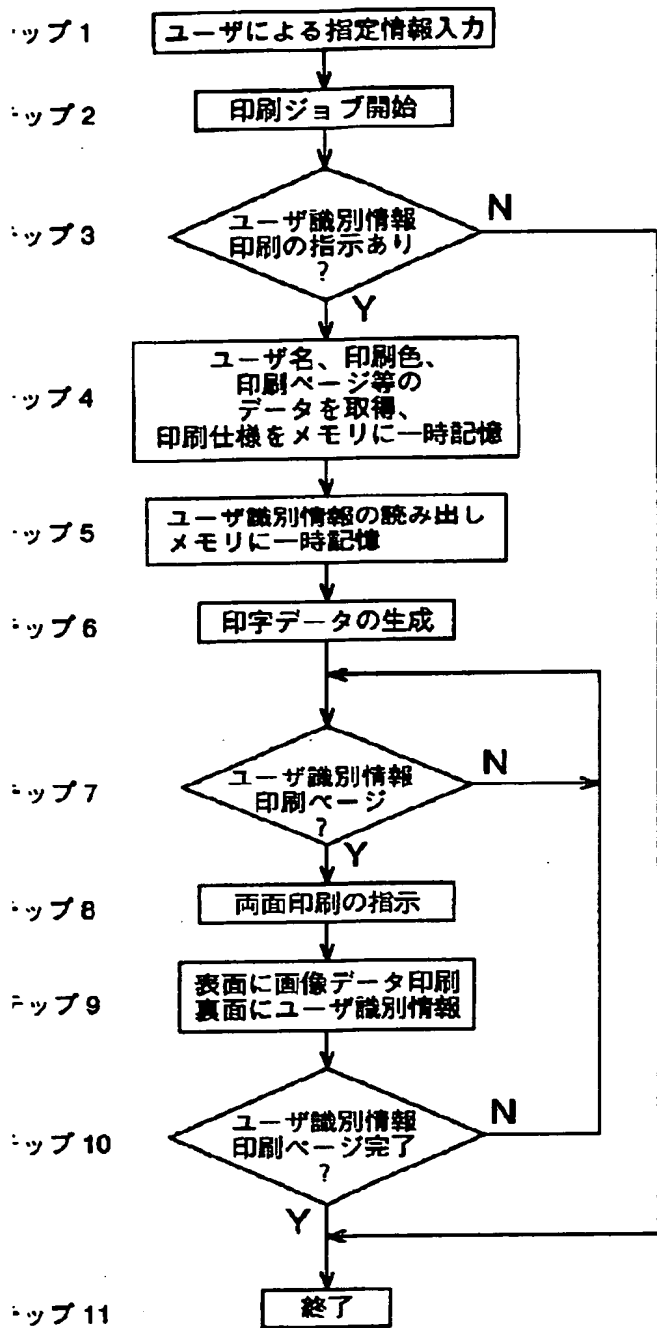 ップ 1
ユーザによる指定情報入力
ップ 2
印刷ジョブ開始
ップ 3
ユーザ識別情報
印刷の指示あり
?
N
Y
ップ 4
ユーザ名、印刷色、
印刷ページ等の
データを取得、
印刷仕様をメモリに一時記憶
ップ 5
ユーザ識別情報の読み出し
メモリに一時記憶
ップ 6
印字データの生成
ップ 7
ユーザ識別情報
印刷ページ
?
N
Y
ップ 8
両面印刷の指示
ップ 9
表面に画像データ印刷
裏面にユーザ識別情報
ップ 10
ユーザ識別情報
印刷ページ完了
?
N
Y
ップ 11
終了